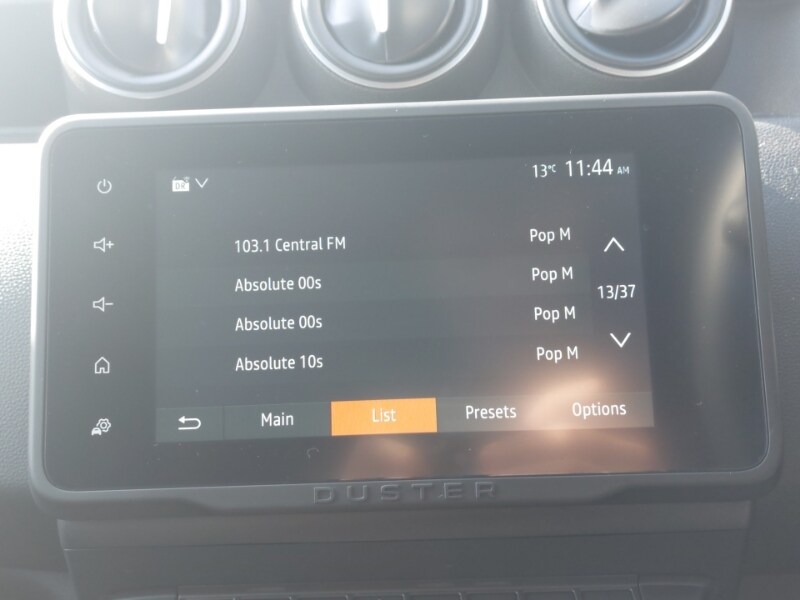 DR
13°C 11:44 AM
103.1 Central FM Pop M
Absolute 00s Pop M
Absolute 00s Pop M
Absolute 10s Pop M
13/37
Main List Presets Options
DUSTER